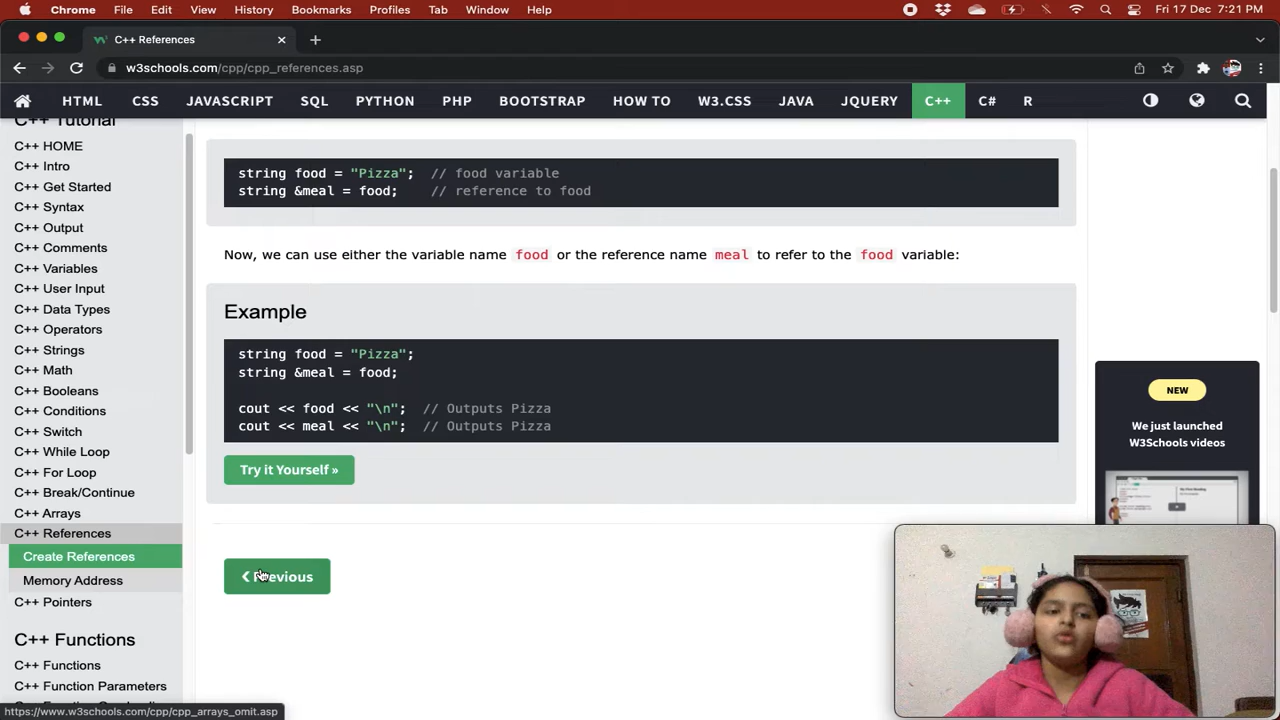 Chrome File Edit View History Bookmarks Profiles Tab Window Help Fri 17 Dec 7:21 PM
C++ References
w3schools.com/cpp/cpp_references.asp
HTML CSS JAVASCRIPT SQL PYTHON PHP BOOTSTRAP HOW TO W3.CSS JAVA JQUERY C++ C# R
C++ Tutorial
C++ HOME
C++ Intro
C++ Get Started
C++ Syntax
C++ Output
C++ Comments
C++ Variables
C++ User Input
C++ Data Types
C++ Operators
C++ Strings
C++ Math
C++ Booleans
C++ Conditions
C++ Switch
C++ While Loop
C++ For Loop
C++ Break/Continue
C++ Arrays
C++ References
Create References
Memory Address
C++ Pointers
C++ Functions
C++ Functions
C++ Function Parameters
https://www.w3schools.com/cpp/cpp_arrays_omit.asp
string food = "Pizza";  // food variable
string &meal = food;    // reference to food
Now, we can use either the variable name food or the reference name meal to refer to the food variable:
Example
string food = "Pizza";
string &meal = food;
cout << food << "\n";  // Outputs Pizza
cout << meal << "\n";  // Outputs Pizza
Try it Yourself »
❮ Previous
NEW
We just launched
W3Schools videos